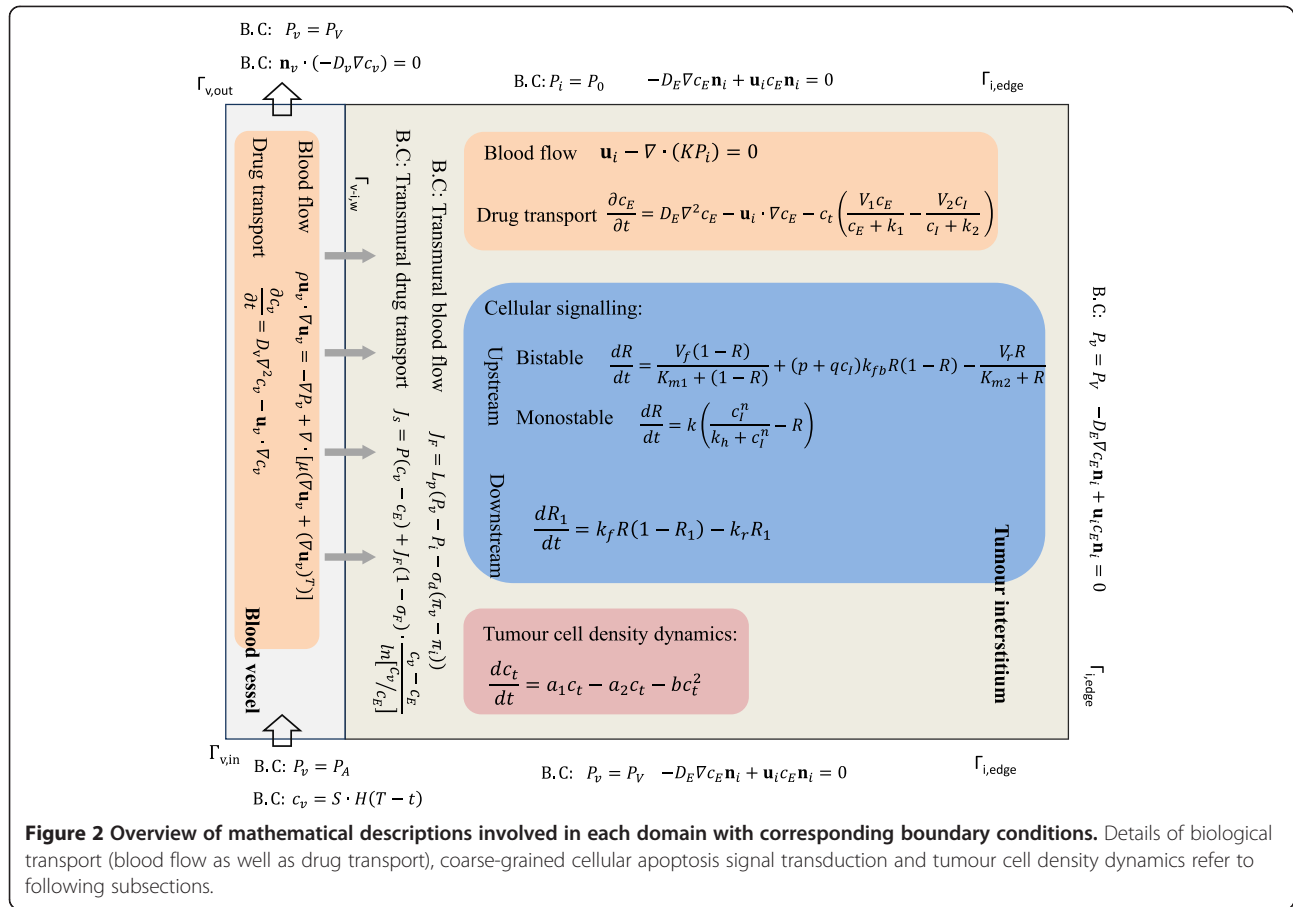 B.C: P_v = P_V
B.C: n_v · (−D_v∇c_v) = 0
Γ_v,out
B.C: P_i = P_0 −D_E∇c_E n_i + u_i c_E n_i = 0
Γ_i,edge
Blood flow ρu_v · ∇u_v = −∇P_v + ∇ · [μ(∇u_v + (∇u_v)^T)]
Drug transport ∂c_v/∂t = D_v∇²c_v − u_v · ∇c_v
Blood vessel
Γ_v-i,w
B.C: Transmural blood flow J_F = L_p(P_v − P_i − σ_d(π_v − π_i))
B.C: Transmural drug transport J_s = P(c_v − c_E) + J_F(1 − σ_F) · (c_v − c_E)/ln[c_v/c_E]
Blood flow u_i − ∇ · (KP_i) = 0
Drug transport ∂c_E/∂t = D_E∇²c_E − u_i · ∇c_E − c_t (V_1c_E/(c_E + k_1) − V_2c_I/(c_I + k_2))
Cellular signalling:
Upstream
Bistable dR/dt = V_f(1 − R)/(K_m1 + (1 − R)) + (p + qc_I)k_fb R(1 − R) − V_r R/(K_m2 + R)
Monostable dR/dt = k (c_I^n/(k_h + c_I^n) − R)
Downstream
dR_1/dt = k_f R(1 − R_1) − k_r R_1
Tumour interstitium
Tumour cell density dynamics:
dc_t/dt = a_1c_t − a_2c_t − bc_t²
B.C: P_v = P_V −D_E∇c_E n_i + u_i c_E n_i = 0
Γ_i,edge
Γ_v,in
B.C: P_v = P_A
B.C: c_v = S · H(T − t)
B.C: P_v = P_V −D_E∇c_E n_i + u_i c_E n_i = 0
Γ_i,edge
Figure 2 Overview of mathematical descriptions involved in each domain with corresponding boundary conditions. Details of biological
transport (blood flow as well as drug transport), coarse-grained cellular apoptosis signal transduction and tumour cell density dynamics refer to
following subsections.